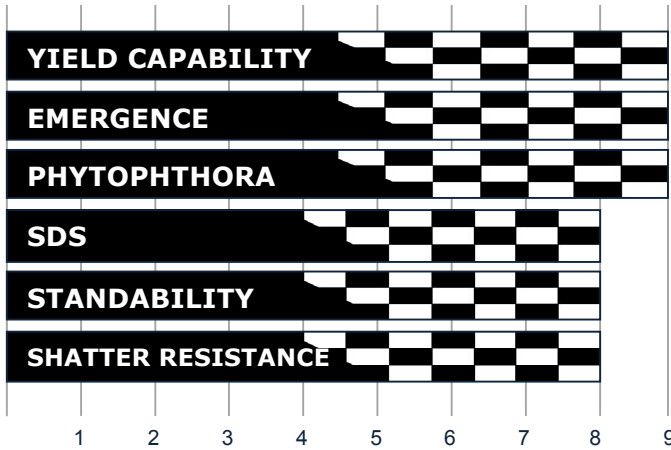 YIELD CAPABILITY
EMERGENCE
PHYTOPHTHORA
SDS
STANDABILITY
SHATTER RESISTANCE
1 2 3 4 5 6 7 8 9